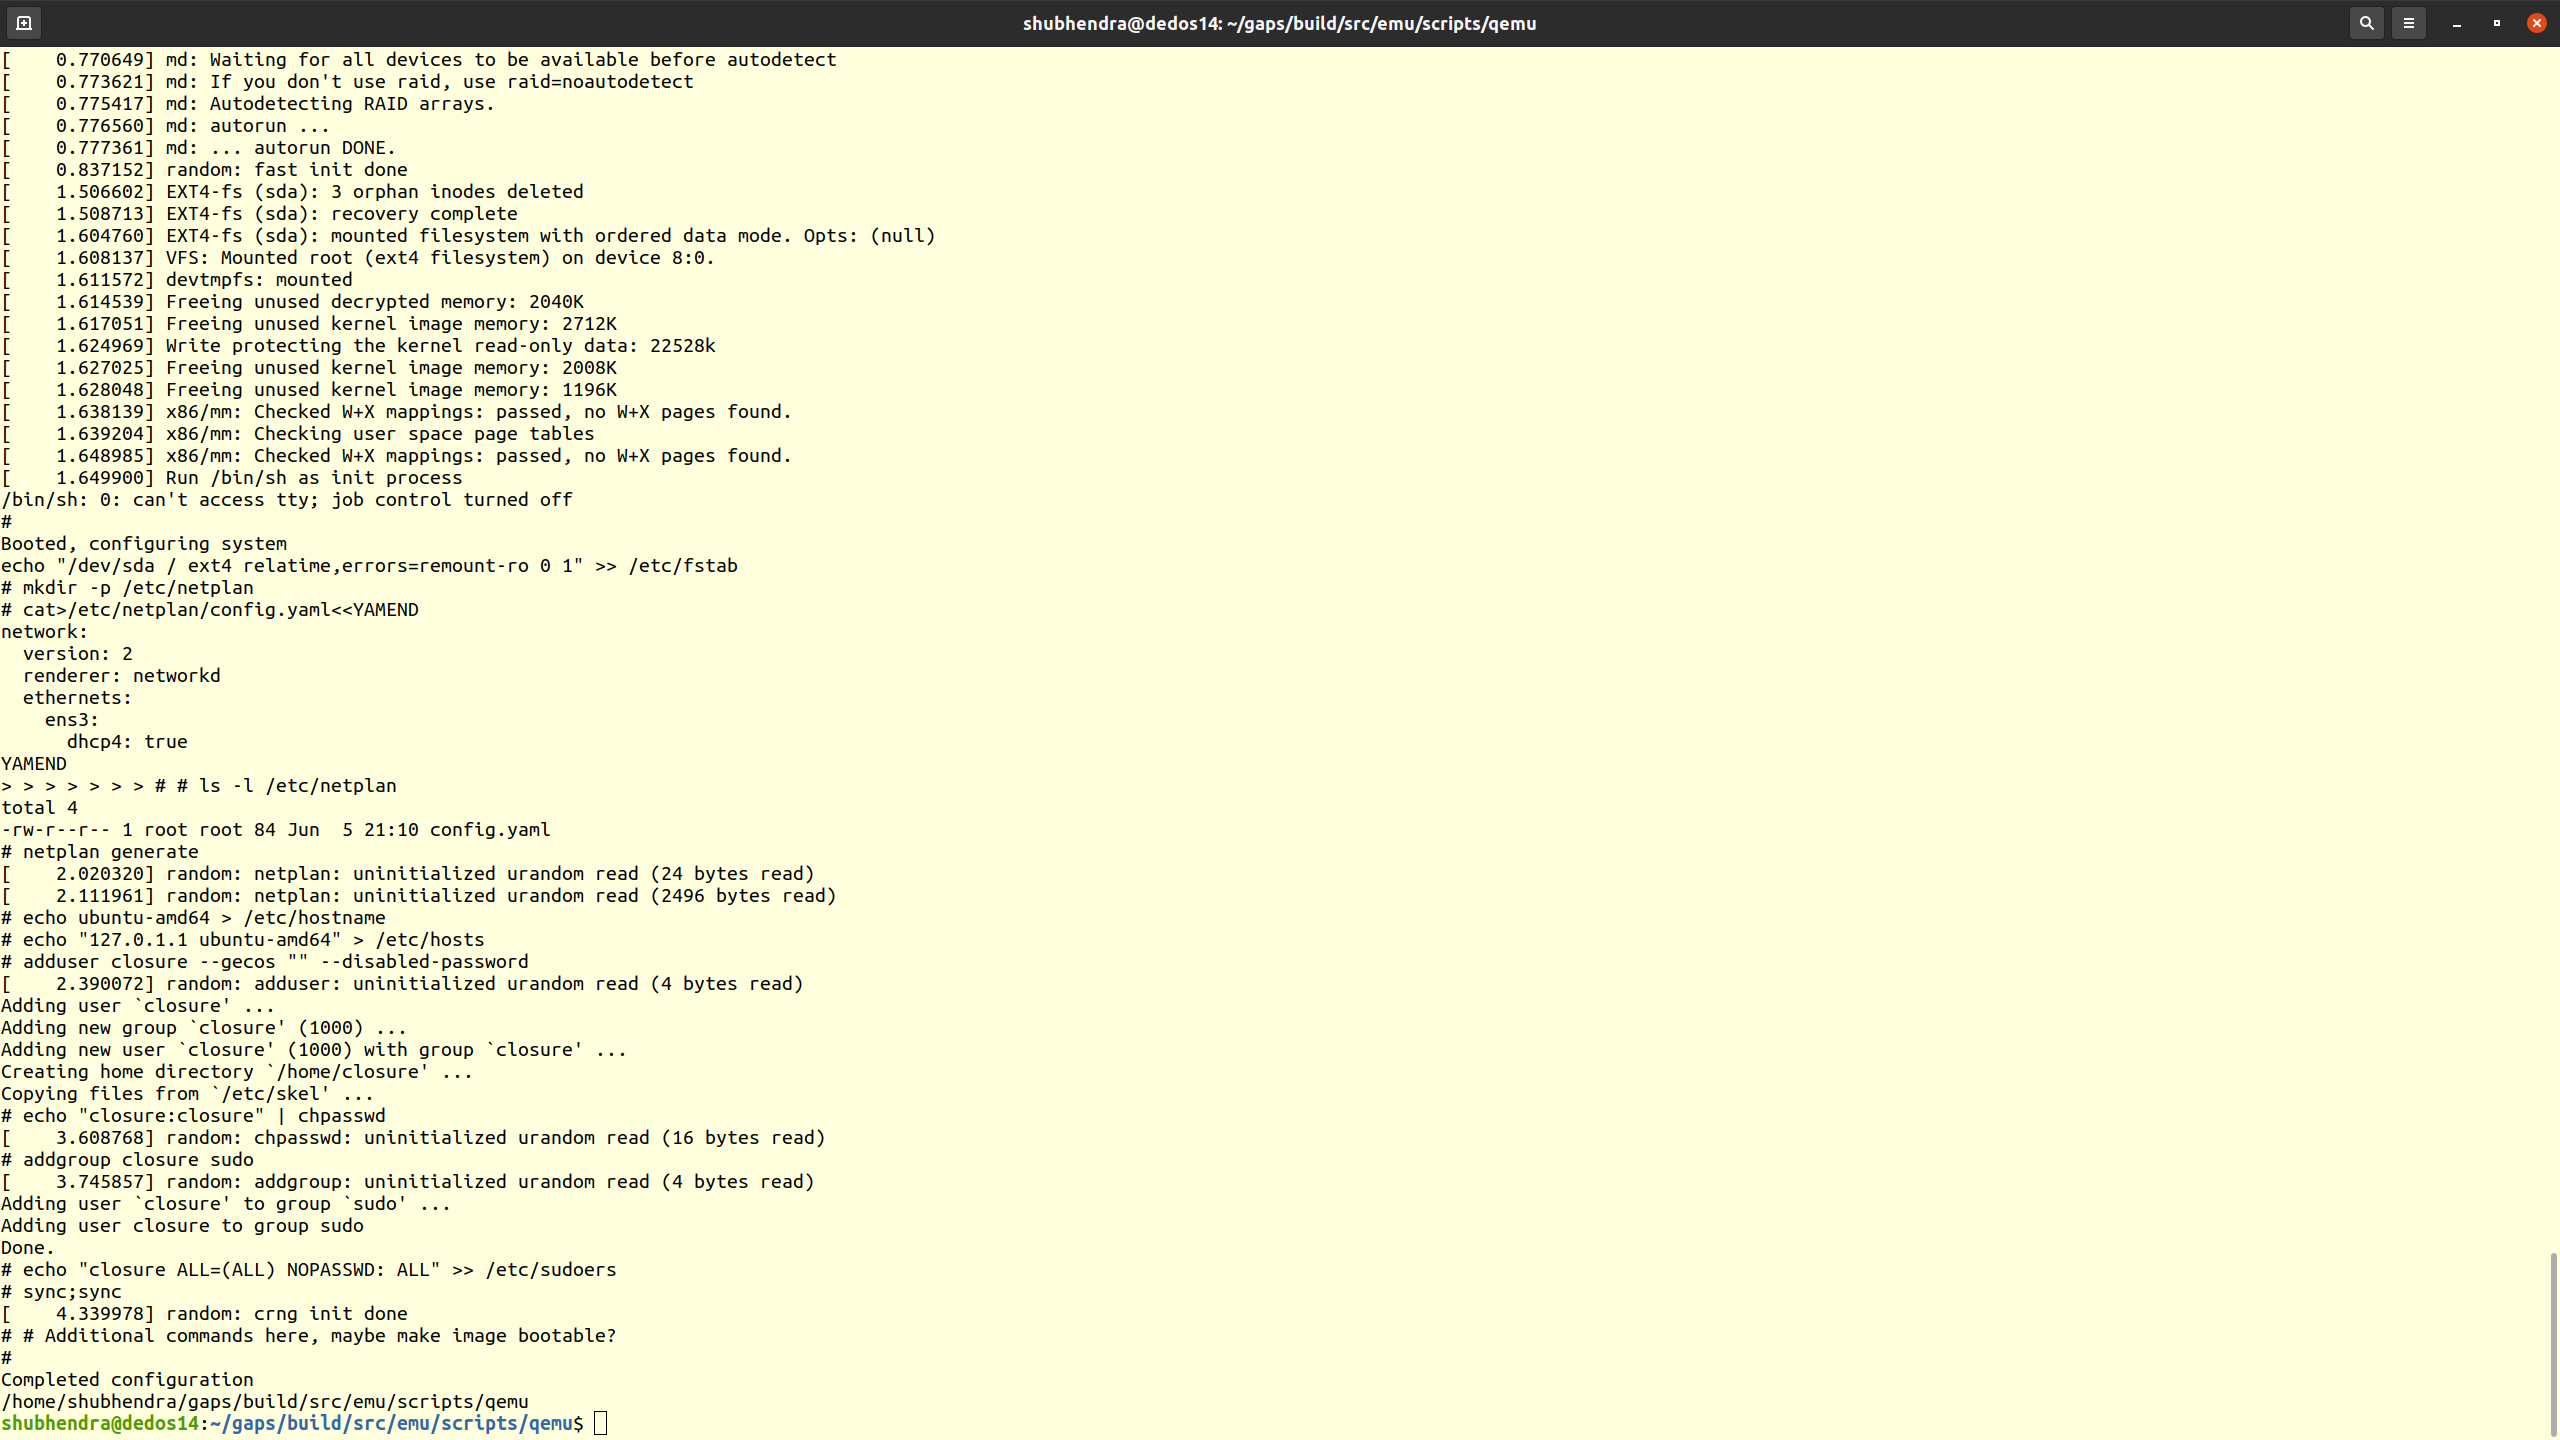 shubhendra@dedos14: ~/gaps/build/src/emu/scripts/qemu
[    0.770649] md: Waiting for all devices to be available before autodetect
[    0.773621] md: If you don't use raid, use raid=noautodetect
[    0.775417] md: Autodetecting RAID arrays.
[    0.776560] md: autorun ...
[    0.777361] md: ... autorun DONE.
[    0.837152] random: fast init done
[    1.506602] EXT4-fs (sda): 3 orphan inodes deleted
[    1.508713] EXT4-fs (sda): recovery complete
[    1.604760] EXT4-fs (sda): mounted filesystem with ordered data mode. Opts: (null)
[    1.608137] VFS: Mounted root (ext4 filesystem) on device 8:0.
[    1.611572] devtmpfs: mounted
[    1.614539] Freeing unused decrypted memory: 2040K
[    1.617051] Freeing unused kernel image memory: 2712K
[    1.624969] Write protecting the kernel read-only data: 22528k
[    1.627025] Freeing unused kernel image memory: 2008K
[    1.628048] Freeing unused kernel image memory: 1196K
[    1.638139] x86/mm: Checked W+X mappings: passed, no W+X pages found.
[    1.639204] x86/mm: Checking user space page tables
[    1.648985] x86/mm: Checked W+X mappings: passed, no W+X pages found.
[    1.649900] Run /bin/sh as init process
/bin/sh: 0: can't access tty; job control turned off
#
Booted, configuring system
echo "/dev/sda / ext4 relatime,errors=remount-ro 0 1" >> /etc/fstab
# mkdir -p /etc/netplan
# cat>/etc/netplan/config.yaml<<YAMEND
network:
  version: 2
  renderer: networkd
  ethernets:
    ens3:
      dhcp4: true
YAMEND
> > > > > > > # # ls -l /etc/netplan
total 4
-rw-r--r-- 1 root root 84 Jun  5 21:10 config.yaml
# netplan generate
[    2.020320] random: netplan: uninitialized urandom read (24 bytes read)
[    2.111961] random: netplan: uninitialized urandom read (2496 bytes read)
# echo ubuntu-amd64 > /etc/hostname
# echo "127.0.1.1 ubuntu-amd64" > /etc/hosts
# adduser closure --gecos "" --disabled-password
[    2.390072] random: adduser: uninitialized urandom read (4 bytes read)
Adding user `closure' ...
Adding new group `closure' (1000) ...
Adding new user `closure' (1000) with group `closure' ...
Creating home directory `/home/closure' ...
Copying files from `/etc/skel' ...
# echo "closure:closure" | chpasswd
[    3.608768] random: chpasswd: uninitialized urandom read (16 bytes read)
# addgroup closure sudo
[    3.745857] random: addgroup: uninitialized urandom read (4 bytes read)
Adding user `closure' to group `sudo' ...
Adding user closure to group sudo
Done.
# echo "closure ALL=(ALL) NOPASSWD: ALL" >> /etc/sudoers
# sync;sync
[    4.339978] random: crng init done
# # Additional commands here, maybe make image bootable?
#
Completed configuration
/home/shubhendra/gaps/build/src/emu/scripts/qemu
shubhendra@dedos14:~/gaps/build/src/emu/scripts/qemu$